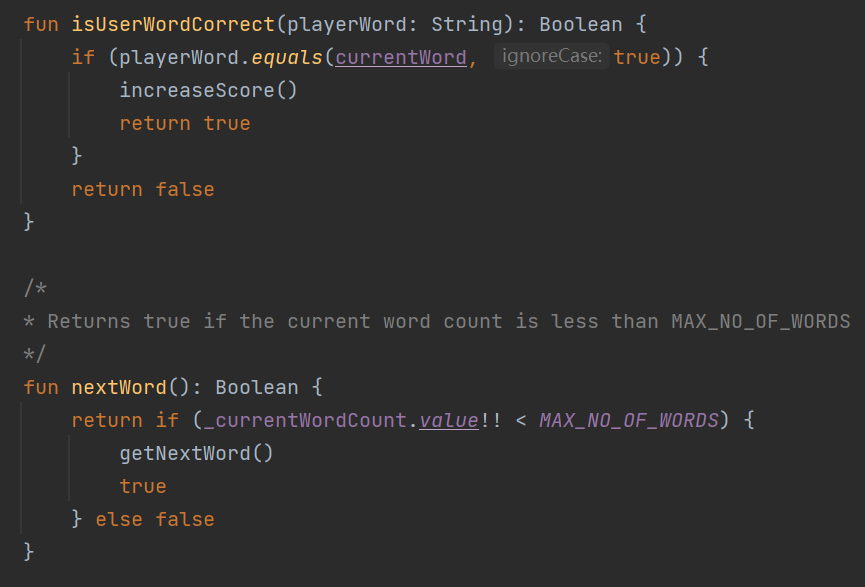 fun isUserWordCorrect(playerWord: String): Boolean {
    if (playerWord.equals(currentWord, ignoreCase: true)) {
        increaseScore()
        return true
    }
    return false
}
/*
* Returns true if the current word count is less than MAX_NO_OF_WORDS
*/
fun nextWord(): Boolean {
    return if (_currentWordCount.value!! < MAX_NO_OF_WORDS) {
        getNextWord()
        true
    } else false
}